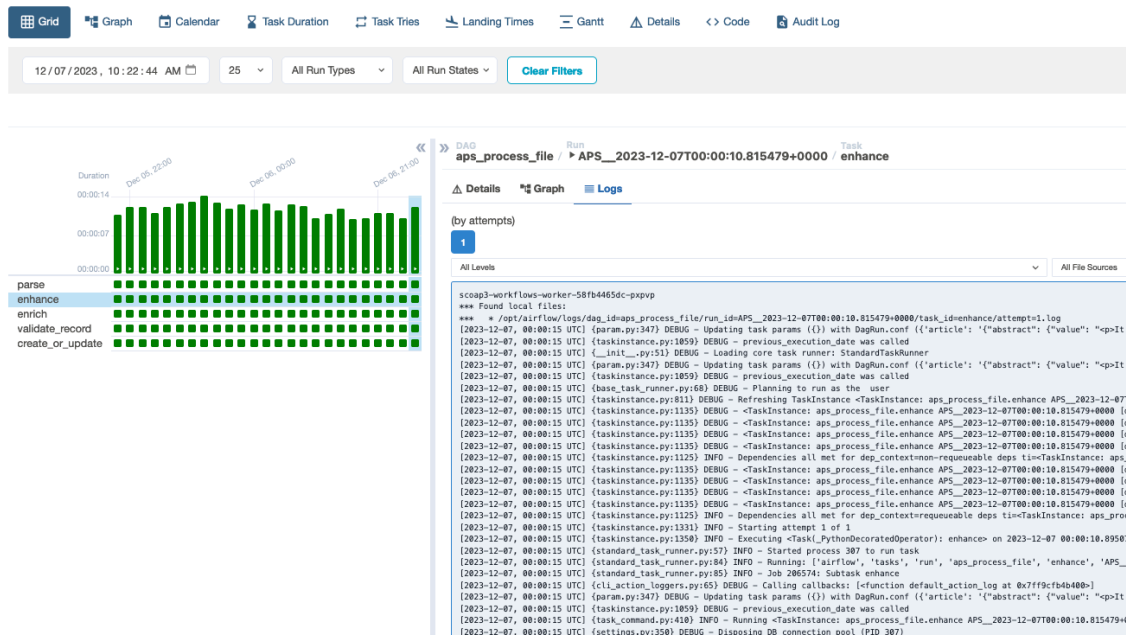 Grid Graph Calendar Task Duration Task Tries Landing Times Gantt Details Code Audit Log
12/07/2023, 10:22:44 AM 25 All Run Types All Run States Clear Filters
DAG Run Task
aps_process_file / APS__2023-12-07T00:00:10.815479+0000 / enhance
Duration
Dec 05, 22:00
Dec 06, 00:00
Dec 06, 21:00
00:00:14
00:00:07
00:00:00
parse
enhance
enrich
validate_record
create_or_update
Details Graph Logs
(by attempts)
1
All Levels All File Sources
scoap3-workflows-worker-58fb4465dc-pxpvp
*** Found local files:
*** * /opt/airflow/logs/dag_id=aps_process_file/run_id=APS__2023-12-07T00:00:10.815479+0000/task_id=enhance/attempt=1.log
[2023-12-07, 00:00:15 UTC] {param.py:347} DEBUG - Updating task params ({}) with DagRun.conf ({'article': '{"abstract": {"value": "<p>It
[2023-12-07, 00:00:15 UTC] {taskinstance.py:1059} DEBUG - previous_execution_date was called
[2023-12-07, 00:00:15 UTC] {__init__.py:51} DEBUG - Loading core task runner: StandardTaskRunner
[2023-12-07, 00:00:15 UTC] {param.py:347} DEBUG - Updating task params ({}) with DagRun.conf ({'article': '{"abstract": {"value": "<p>It
[2023-12-07, 00:00:15 UTC] {taskinstance.py:1059} DEBUG - previous_execution_date was called
[2023-12-07, 00:00:15 UTC] {base_task_runner.py:68} DEBUG - Planning to run as the  user
[2023-12-07, 00:00:15 UTC] {taskinstance.py:811} DEBUG - Refreshing TaskInstance <TaskInstance: aps_process_file.enhance APS__2023-12-07
[2023-12-07, 00:00:15 UTC] {taskinstance.py:1135} DEBUG - <TaskInstance: aps_process_file.enhance APS__2023-12-07T00:00:10.815479+0000 [
[2023-12-07, 00:00:15 UTC] {taskinstance.py:1135} DEBUG - <TaskInstance: aps_process_file.enhance APS__2023-12-07T00:00:10.815479+0000 [
[2023-12-07, 00:00:15 UTC] {taskinstance.py:1135} DEBUG - <TaskInstance: aps_process_file.enhance APS__2023-12-07T00:00:10.815479+0000 [
[2023-12-07, 00:00:15 UTC] {taskinstance.py:1135} DEBUG - <TaskInstance: aps_process_file.enhance APS__2023-12-07T00:00:10.815479+0000 [
[2023-12-07, 00:00:15 UTC] {taskinstance.py:1125} INFO - Dependencies all met for dep_context=non-requeueable deps ti=<TaskInstance: aps_
[2023-12-07, 00:00:15 UTC] {taskinstance.py:1135} DEBUG - <TaskInstance: aps_process_file.enhance APS__2023-12-07T00:00:10.815479+0000 [
[2023-12-07, 00:00:15 UTC] {taskinstance.py:1135} DEBUG - <TaskInstance: aps_process_file.enhance APS__2023-12-07T00:00:10.815479+0000 [
[2023-12-07, 00:00:15 UTC] {taskinstance.py:1135} DEBUG - <TaskInstance: aps_process_file.enhance APS__2023-12-07T00:00:10.815479+0000 [
[2023-12-07, 00:00:15 UTC] {taskinstance.py:1135} DEBUG - <TaskInstance: aps_process_file.enhance APS__2023-12-07T00:00:10.815479+0000 [
[2023-12-07, 00:00:15 UTC] {taskinstance.py:1125} INFO - Dependencies all met for dep_context=requeueable deps ti=<TaskInstance: aps_proc
[2023-12-07, 00:00:15 UTC] {taskinstance.py:1331} INFO - Starting attempt 1 of 1
[2023-12-07, 00:00:15 UTC] {taskinstance.py:1350} INFO - Executing <Task(_PythonDecoratedOperator): enhance> on 2023-12-07 00:00:10.89507
[2023-12-07, 00:00:15 UTC] {standard_task_runner.py:57} INFO - Started process 307 to run task
[2023-12-07, 00:00:15 UTC] {standard_task_runner.py:84} INFO - Running: ['airflow', 'tasks', 'run', 'aps_process_file', 'enhance', 'APS_
[2023-12-07, 00:00:15 UTC] {standard_task_runner.py:85} INFO - Job 206574: Subtask enhance
[2023-12-07, 00:00:15 UTC] {cli_action_loggers.py:65} DEBUG - Calling callbacks: [<function default_action_log at 0x7ff9cfb4b400>]
[2023-12-07, 00:00:15 UTC] {param.py:347} DEBUG - Updating task params ({}) with DagRun.conf ({'article': '{"abstract": {"value": "<p>It
[2023-12-07, 00:00:15 UTC] {taskinstance.py:1059} DEBUG - previous_execution_date was called
[2023-12-07, 00:00:15 UTC] {task_command.py:410} INFO - Running <TaskInstance: aps_process_file.enhance APS__2023-12-07T00:00:10.815479+
[2023-12-07, 00:00:15 UTC] {settings.py:350} DEBUG - Disposing DB connection pool (PID 307)